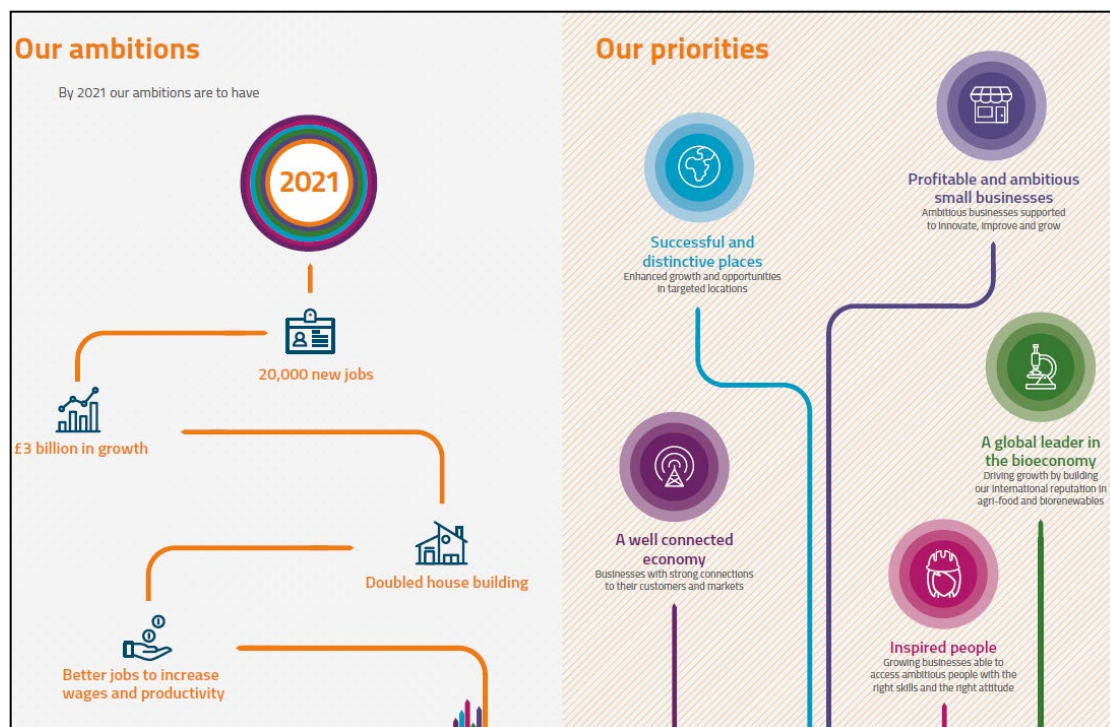 Our ambitions
By 2021 our ambitions are to have
2021
20,000 new jobs
£3 billion in growth
Doubled house building
Better jobs to increase
wages and productivity
Our priorities
Profitable and ambitious
small businesses
Ambitious businesses supported
to innovate, improve and grow
Successful and
distinctive places
Enhanced growth and opportunities
in targeted locations
A global leader in
the bioeconomy
Driving growth by building
our international reputation in
agri-food and biorenewables
A well connected
economy
Businesses with strong connections
to their customers and markets
Inspired people
Growing businesses able to
access ambitious people with the
right skills and the right attitude